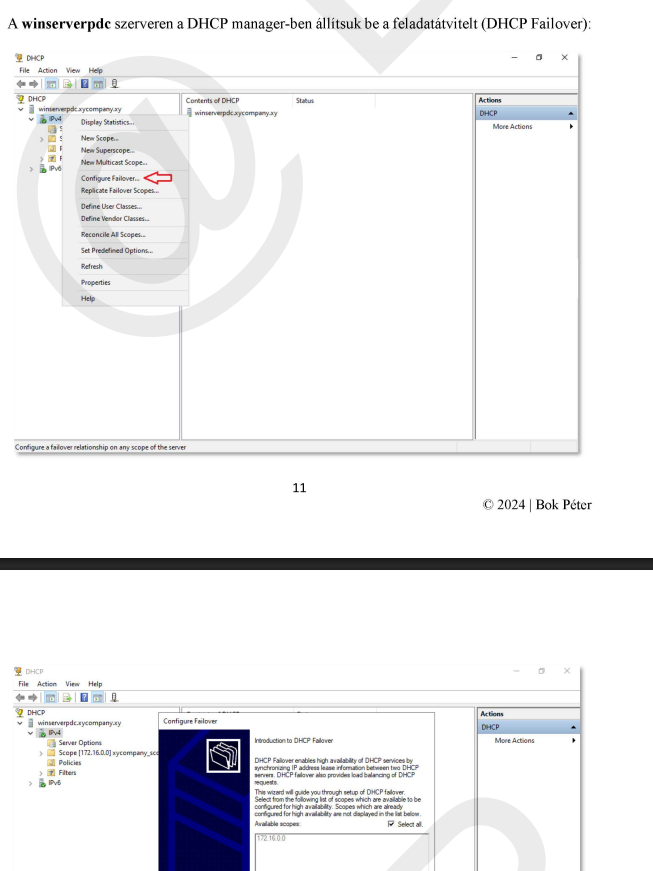 A winserverpdc szerveren a DHCP manager-ben állítsuk be a feladatátvitelt (DHCP Failover):
DHCP
File Action View Help
DHCP
winserverpdc.xycompany.xy
IPv4
IPv6
Display Statistics...
New Scope...
New Superscope...
New Multicast Scope...
Configure Failover...
Replicate Failover Scopes...
Define User Classes...
Define Vendor Classes...
Reconcile All Scopes...
Set Predefined Options...
Refresh
Properties
Help
Contents of DHCP Status
winserverpdc.xycompany.xy
Actions
DHCP
More Actions
Configure a failover relationship on any scope of the server
11
© 2024 | Bok Péter
DHCP
File Action View Help
DHCP
winserverpdc.xycompany.xy
IPv4
Server Options
Scope [172.16.0.0] xycompany_sco
Policies
Filters
IPv6
Configure Failover
Introduction to DHCP Failover
DHCP Failover enables high availability of DHCP services by
synchronizing IP address lease information between two DHCP
servers. DHCP failover also provides load balancing of DHCP
requests.
This wizard will guide you through setup of DHCP failover.
Select from the following list of scopes which are available to be
configured for high availability. Scopes which are already
configured for high availability are not displayed in the list below.
Available scopes: Select all.
172.16.0.0
Actions
DHCP
More Actions